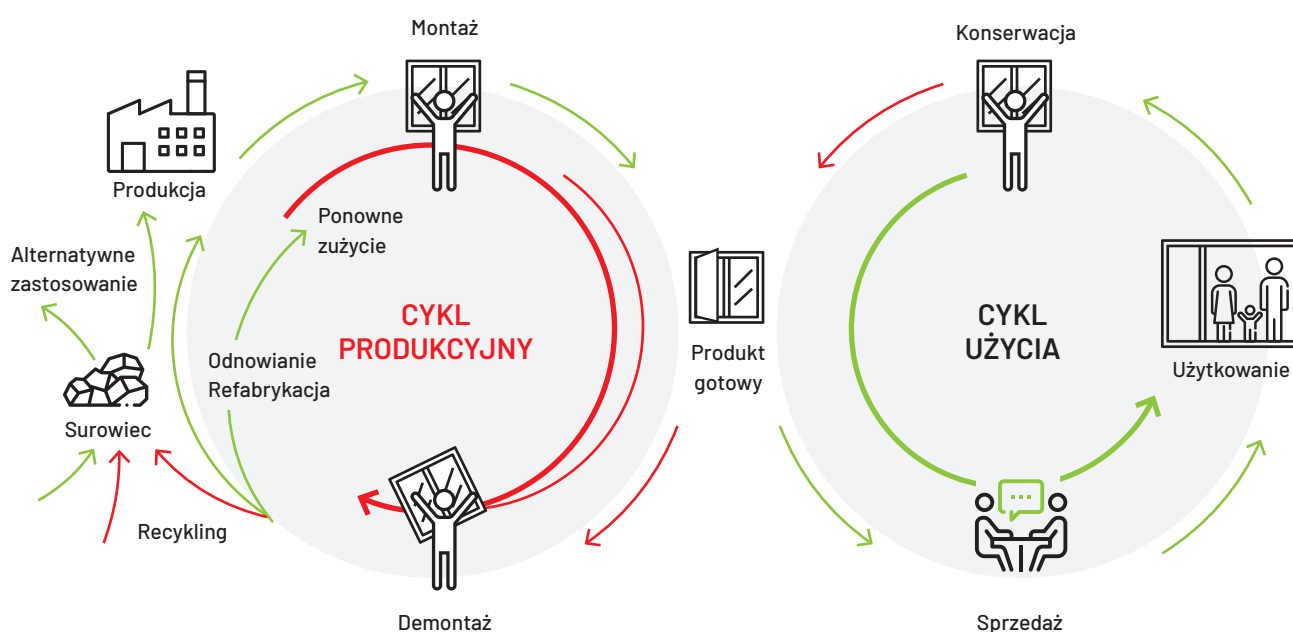 Montaż
Konserwacja
Produkcja
Ponowne
zużycie
Alternatywne
zastosowanie
CYKL
PRODUKCYJNY
CYKL
UŻYCIA
Produkt
gotowy
Odnowianie
Refabrykacja
Użytkowanie
Surowiec
Recykling
Demontaż
Sprzedaż